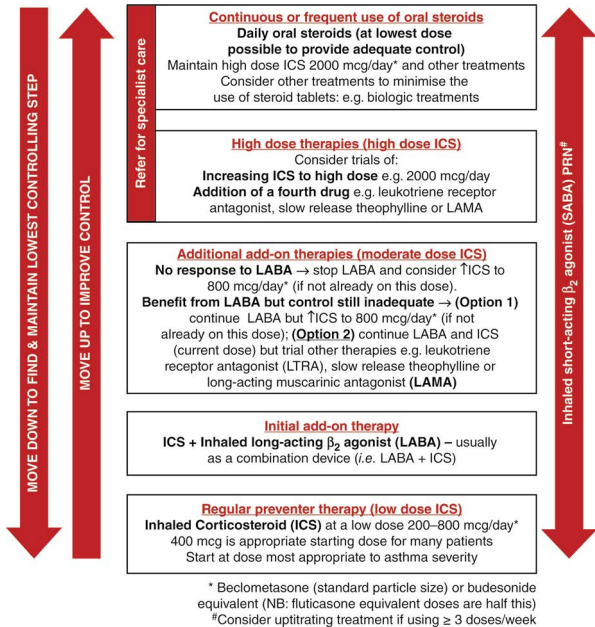 MOVE DOWN TO FIND & MAINTAIN LOWEST CONTROLLING STEP
MOVE UP TO IMPROVE CONTROL
Refer for specialist care
Continuous or frequent use of oral steroids
Daily oral steroids (at lowest dose
possible to provide adequate control)
Maintain high dose ICS 2000 mcg/day* and other treatments
Consider other treatments to minimise the
use of steroid tablets: e.g. biologic treatments
High dose therapies (high dose ICS)
Consider trials of:
Increasing ICS to high dose e.g. 2000 mcg/day
Addition of a fourth drug e.g. leukotriene receptor
antagonist, slow release theophylline or LAMA
Additional add-on therapies (moderate dose ICS)
No response to LABA → stop LABA and consider ↑ICS to
800 mcg/day* (if not already on this dose).
Benefit from LABA but control still inadequate → (Option 1)
continue LABA but ↑ICS to 800 mcg/day* (if not
already on this dose); (Option 2) continue LABA and ICS
(current dose) but trial other therapies e.g. leukotriene
receptor antagonist (LTRA), slow release theophylline or
long-acting muscarinic antagonist (LAMA)
Initial add-on therapy
ICS + Inhaled long-acting β2 agonist (LABA) – usually
as a combination device (i.e. LABA + ICS)
Regular preventer therapy (low dose ICS)
Inhaled Corticosteroid (ICS) at a low dose 200–800 mcg/day*
400 mcg is appropriate starting dose for many patients
Start at dose most appropriate to asthma severity
Inhaled short-acting β2 agonist (SABA) PRN#
* Beclometasone (standard particle size) or budesonide
equivalent (NB: fluticasone equivalent doses are half this)
#Consider uptitrating treatment if using ≥ 3 doses/week